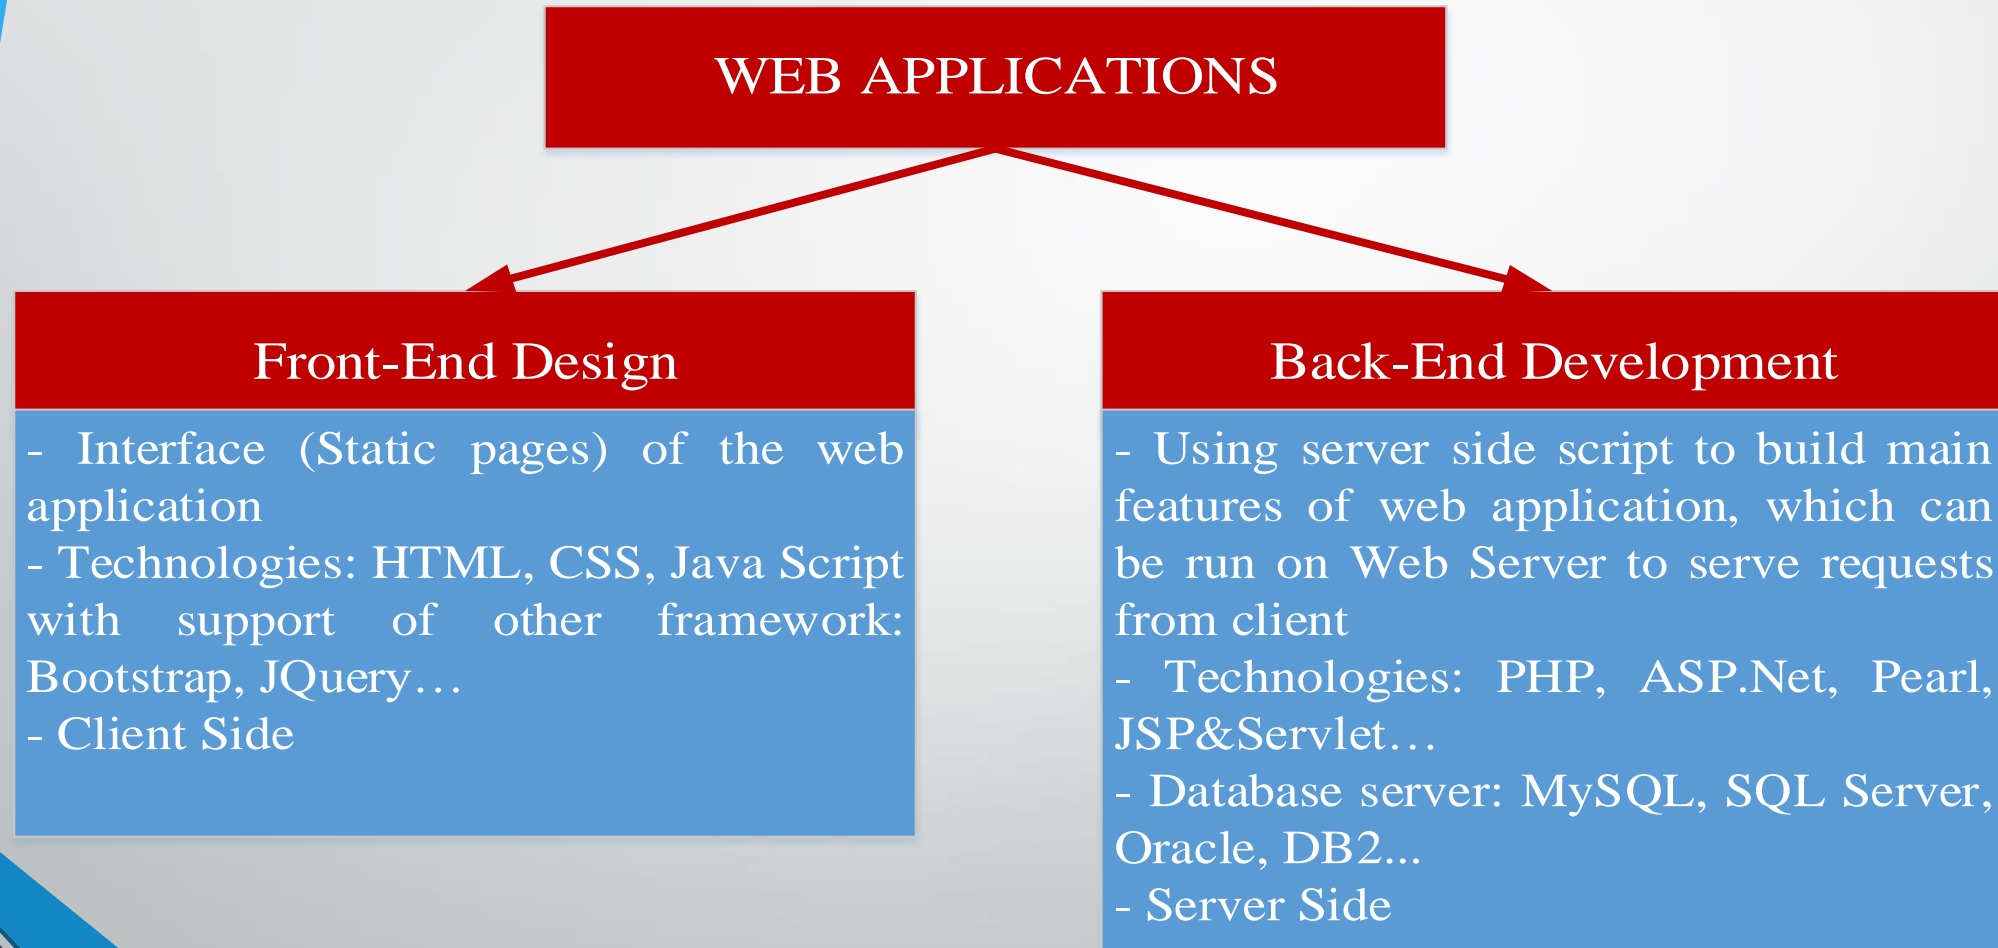 WEB APPLICATIONS
Front-End Design
- Interface (Static pages) of the web
application
- Technologies: HTML, CSS, Java Script
with support of other framework:
Bootstrap, JQuery…
- Client Side
Back-End Development
- Using server side script to build main
features of web application, which can
be run on Web Server to serve requests
from client
- Technologies: PHP, ASP.Net, Pearl,
JSP&Servlet…
- Database server: MySQL, SQL Server,
Oracle, DB2...
- Server Side